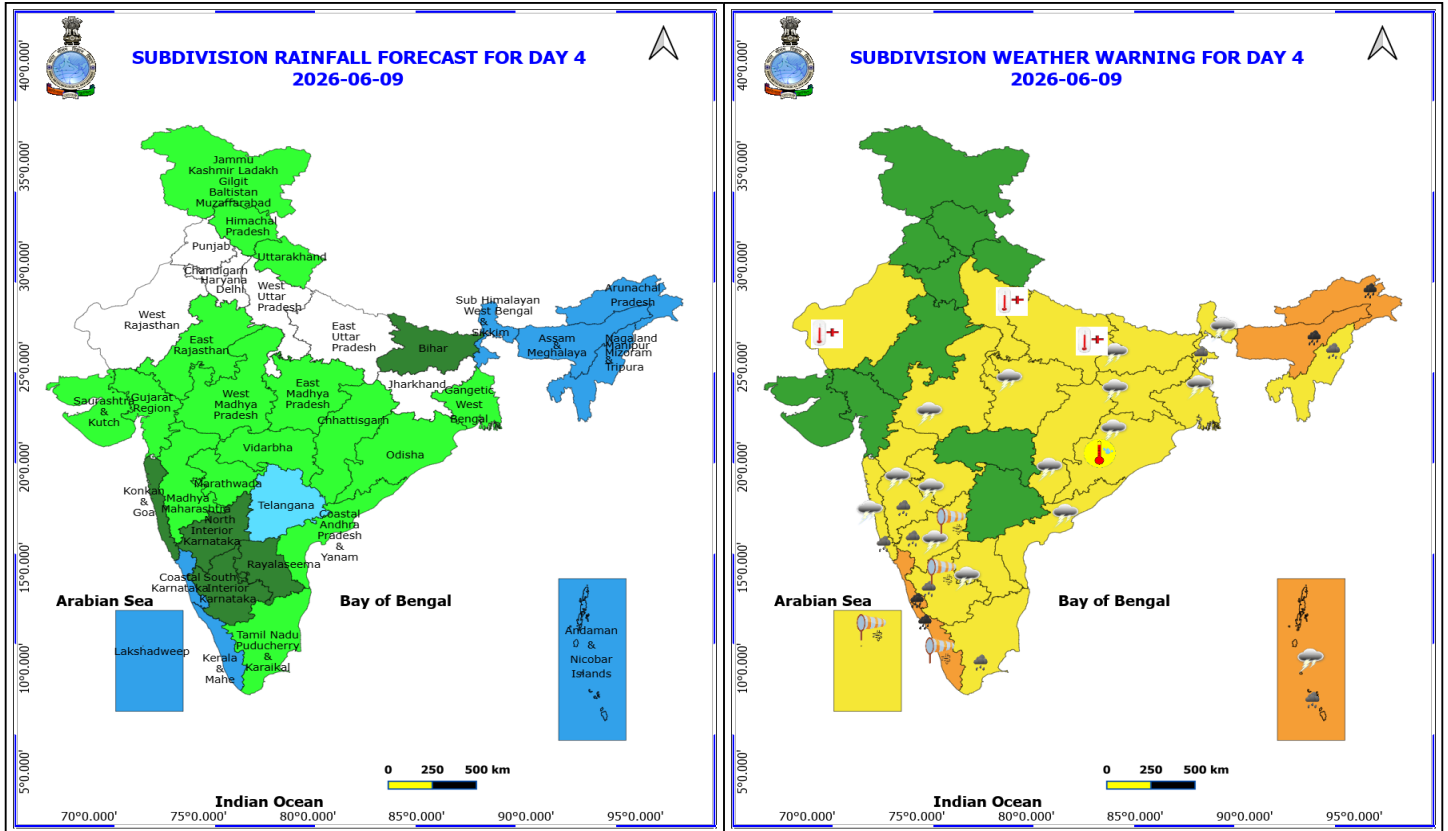 SUBDIVISION RAINFALL FORECAST FOR DAY 4
2026-06-09
40°0.000'
35°0.000'
30°0.000'
25°0.000'
20°0.000'
15°0.000'
10°0.000'
5°0.000'
Jammu
Kashmir Ladakh
Gilgit
Baltistan
Muzaffarabad
Himachal
Pradesh
Punjab
Uttarakhand
Chandigarh
Haryana
Delhi
West
Uttar
Pradesh
West
Rajasthan
East
Rajasthan
East
Uttar
Pradesh
Bihar
Sub Himalayan
West Bengal
&
Sikkim
Arunachal
Pradesh
Assam
&
Meghalaya
Nagaland
Manipur
Mizoram
&
Tripura
Jharkhand
Gangetic
West
Bengal
Saurashtra
&
Kutch
Gujarat
Region
West
Madhya
Pradesh
East
Madhya
Pradesh
Chhattisgarh
Vidarbha
Odisha
Konkan
&
Goa
Madhya
Maharashtra
Marathwada
Telangana
North
Interior
Karnataka
Coastal
Andhra
Pradesh
&
Yanam
Rayalaseema
Coastal
Karnataka
South
Interior
Karnataka
Arabian Sea
Bay of Bengal
Lakshadweep
Kerala
&
Mahe
Tamil Nadu
Puducherry
&
Karaikal
Andaman
&
Nicobar
Islands
0 250 500 km
Indian Ocean
70°0.000' 75°0.000' 80°0.000' 85°0.000' 90°0.000' 95°0.000'
SUBDIVISION WEATHER WARNING FOR DAY 4
2026-06-09
40°0.000'
35°0.000'
30°0.000'
25°0.000'
20°0.000'
15°0.000'
10°0.000'
5°0.000'
Arabian Sea
Bay of Bengal
0 250 500 km
Indian Ocean
70°0.000' 75°0.000' 80°0.000' 85°0.000' 90°0.000' 95°0.000'